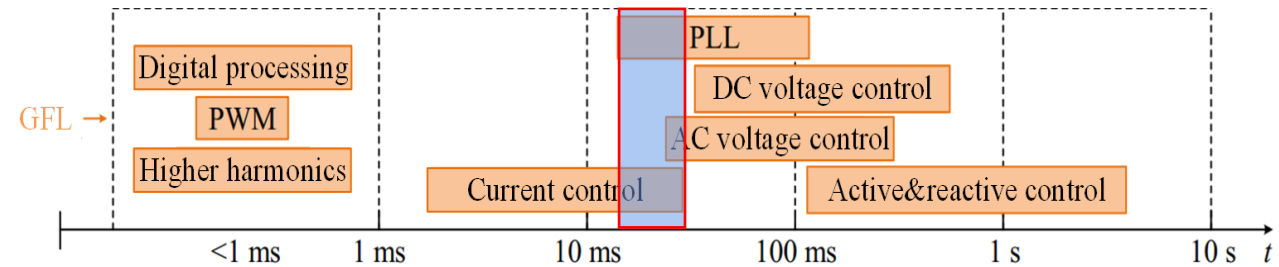 PLL
Digital processing
DC voltage control
GFL →
PWM
AC voltage control
Higher harmonics
Current control
Active&reactive control
<1 ms
1 ms
10 ms
100 ms
1 s
10 s
t